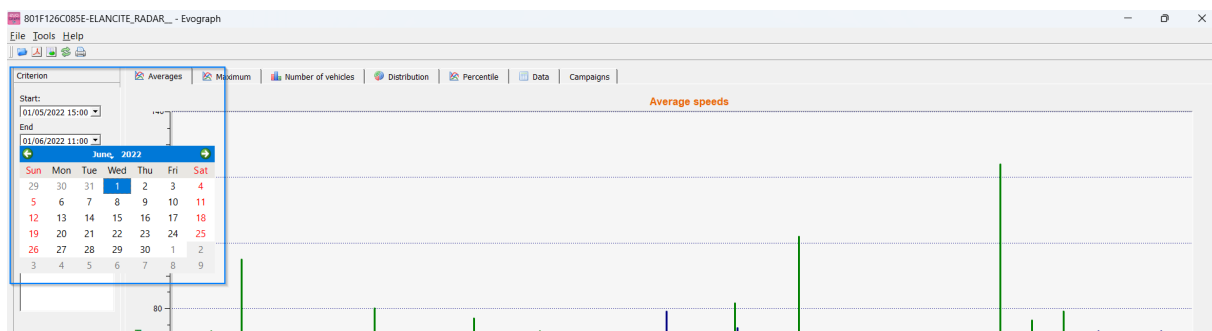 801F126C085E-ELANCITE_RADAR__ - Evograph
File Tools Help
Criterion
Averages Maximum Number of vehicles Distribution Percentile Data Campaigns
Start:
01/05/2022 15:00
End
01/06/2022 11:00
June, 2022
Sun Mon Tue Wed Thu Fri Sat
29 30 31 1 2 3 4
5 6 7 8 9 10 11
12 13 14 15 16 17 18
19 20 21 22 23 24 25
26 27 28 29 30 1 2
3 4 5 6 7 8 9
Average speeds
140
80